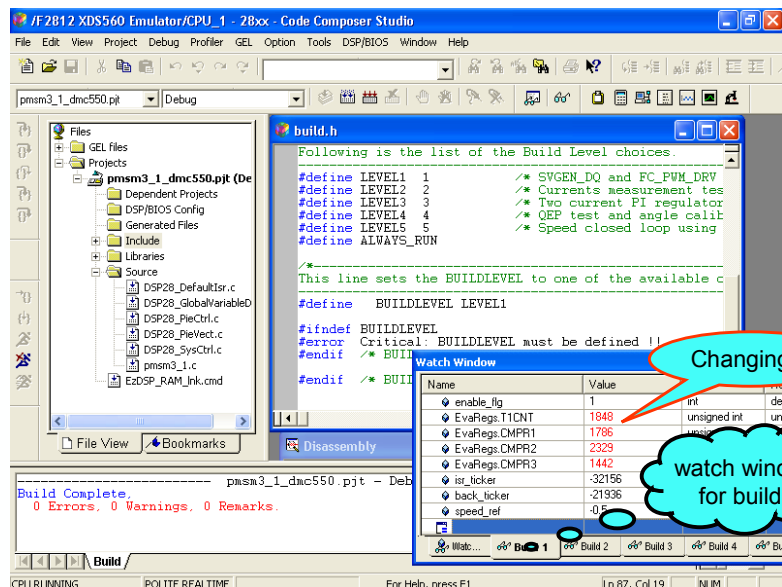 /F2812 XDS560 Emulator/CPU_1 - 28xx - Code Composer Studio
File Edit View Project Debug Profiler GEL Option Tools DSP/BIOS Window Help
pmsm3_1_dmc550.pjt Debug
Files
GEL files
Projects
pmsm3_1_dmc550.pjt (De
Dependent Projects
DSP/BIOS Config
Generated Files
Include
Libraries
Source
DSP28_DefaultIsr.c
DSP28_GlobalVariableD
DSP28_PieCtrl.c
DSP28_PieVect.c
DSP28_SysCtrl.c
pmsm3_1.c
EzDSP_RAM_lnk.cmd
File View Bookmarks
build.h
Following is the list of the Build Level choices.
---------------------------------------------------
#define LEVEL1 1 /* SVGEN_DQ and FC_PWM_DRV
#define LEVEL2 2 /* Currents measurement tes
#define LEVEL3 3 /* Two current PI regulator
#define LEVEL4 4 /* QEP test and angle calib
#define LEVEL5 5 /* Speed closed loop using
#define ALWAYS_RUN
/*-------------------------------------------------
This line sets the BUILDLEVEL to one of the available c
---------------------------------------------------
#define BUILDLEVEL LEVEL1
#ifndef BUILDLEVEL
#error Critical: BUILDLEVEL must be defined !!
#endif /* BUI
#endif /* BUI
Disassembly
Watch Window
Name Value
enable_flg 1 int de
EvaRegs.T1CNT 1848 unsigned int un
EvaRegs.CMPR1 1786
EvaRegs.CMPR2 2329
EvaRegs.CMPR3 1442
isr_ticker -32156
back_ticker -21936
speed_ref -0.5
Watc... Bu 1 Build 2 Build 3 Build 4 Bu
Changing
watch wind
for build
---------------------------- pmsm3_1_dmc550.pjt - Deb
Build Complete,
0 Errors, 0 Warnings, 0 Remarks.
Build
CPU RUNNING POLITE REALTIME For Help, press F1 Ln 87, Col 19 NUM